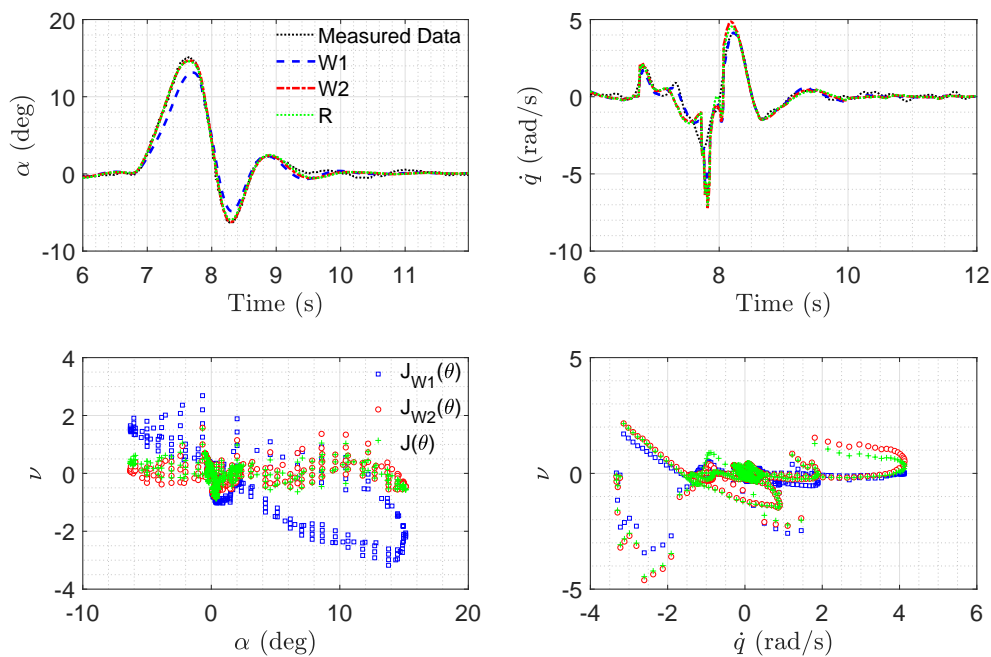 20
10
0
-10
α (deg)
6 7 8 9 10 11
Time (s)
Measured Data
W1
W2
R
5
0
-5
-10
q̇ (rad/s)
6 8 10 12
Time (s)
4
2
0
-2
-4
ν
-10 0 10 20
α (deg)
J_W1(θ)
J_W2(θ)
J(θ)
5
0
-5
ν
-4 -2 0 2 4 6
q̇ (rad/s)